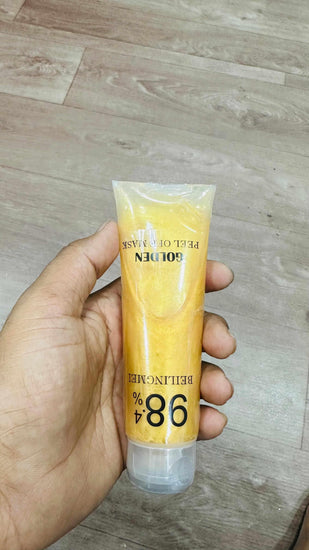 98.4%
BEILINGMEI
GOLDEN
PEEL OFF MASK